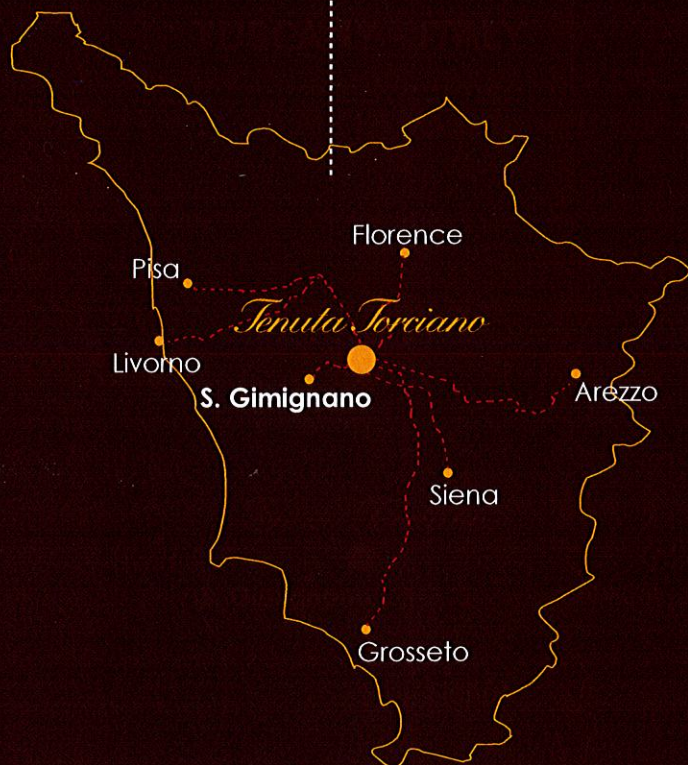 Florence
Pisa
Tenuta Torciano
Livorno
S. Gimignano
Arezzo
Siena
Grosseto